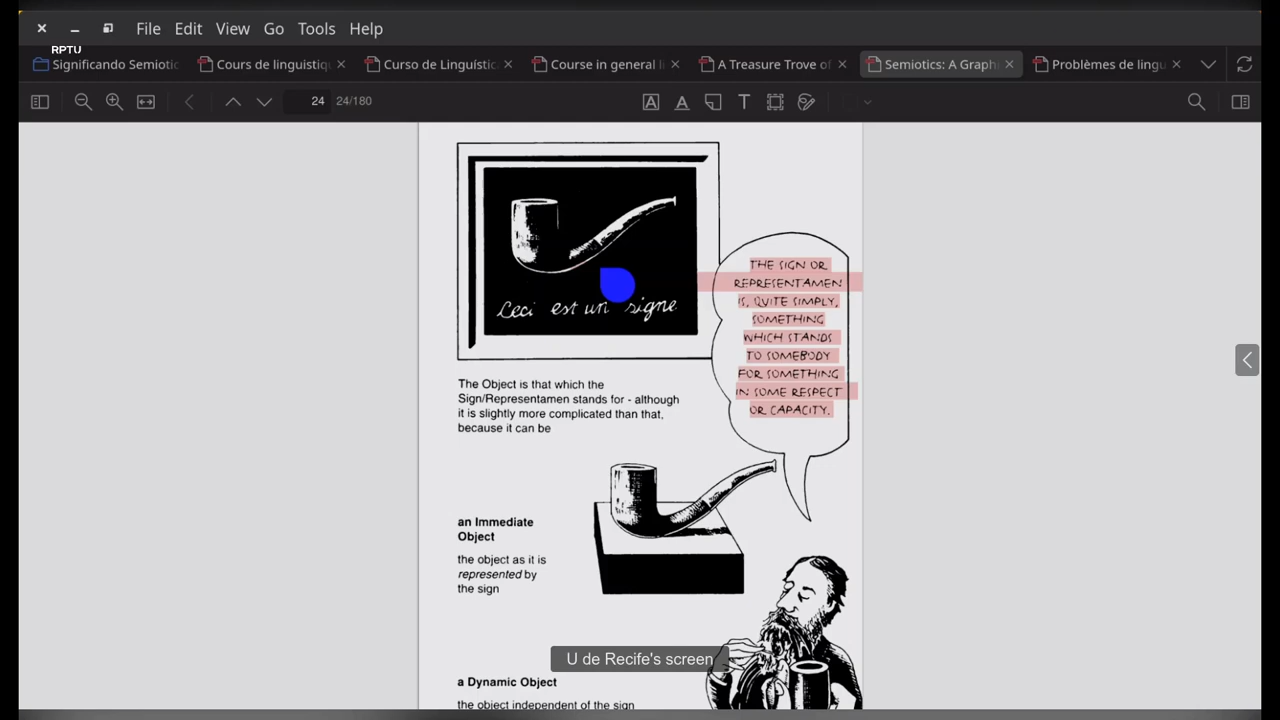 File Edit View Go Tools Help
RPTU
Significando Semiotic
Cours de linguistiqu
Curso de Linguístic
Course in general l
A Treasure Trove of
Semiotics: A Graph
Problèmes de lingu
24 24/180
Ceci est un signe
THE SIGN OR
REPRESENTAMEN
IS, QUITE SIMPLY,
SOMETHING
WHICH STANDS
TO SOMEBODY
FOR SOMETHING
IN SOME RESPECT
OR CAPACITY.
The Object is that which the
Sign/Representamen stands for - although
it is slightly more complicated than that,
because it can be
an Immediate
Object
the object as it is
represented by
the sign
U de Recife's screen
a Dynamic Object
the object independent of the sign